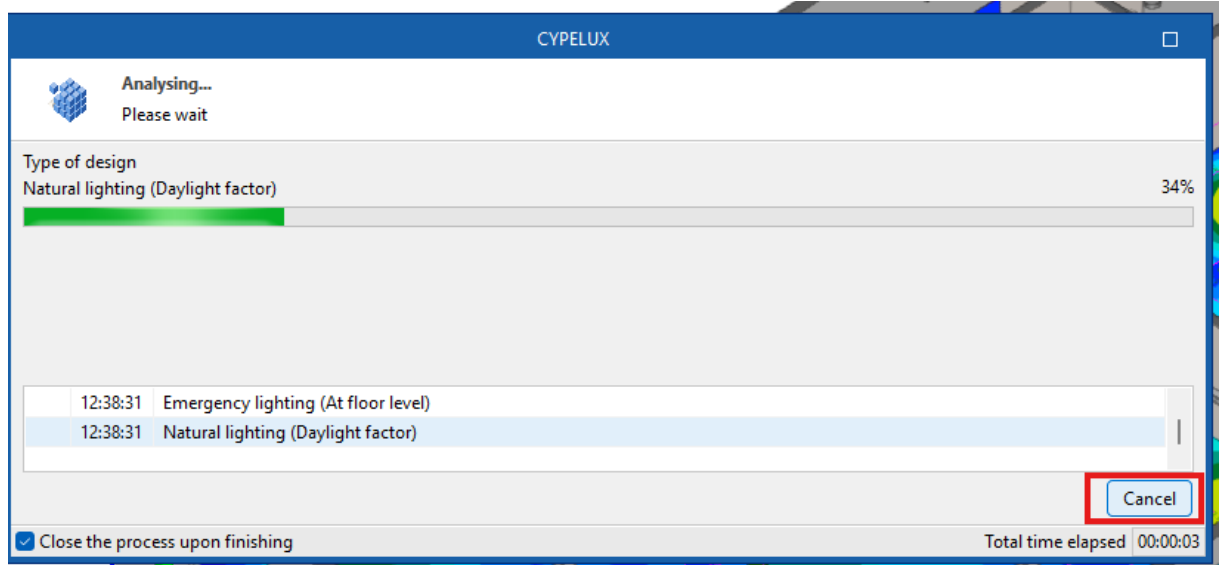 CYPELUX
Analysing...
Please wait
Type of design
Natural lighting (Daylight factor) 34%
12:38:31 Emergency lighting (At floor level)
12:38:31 Natural lighting (Daylight factor)
Cancel
Close the process upon finishing Total time elapsed 00:00:03